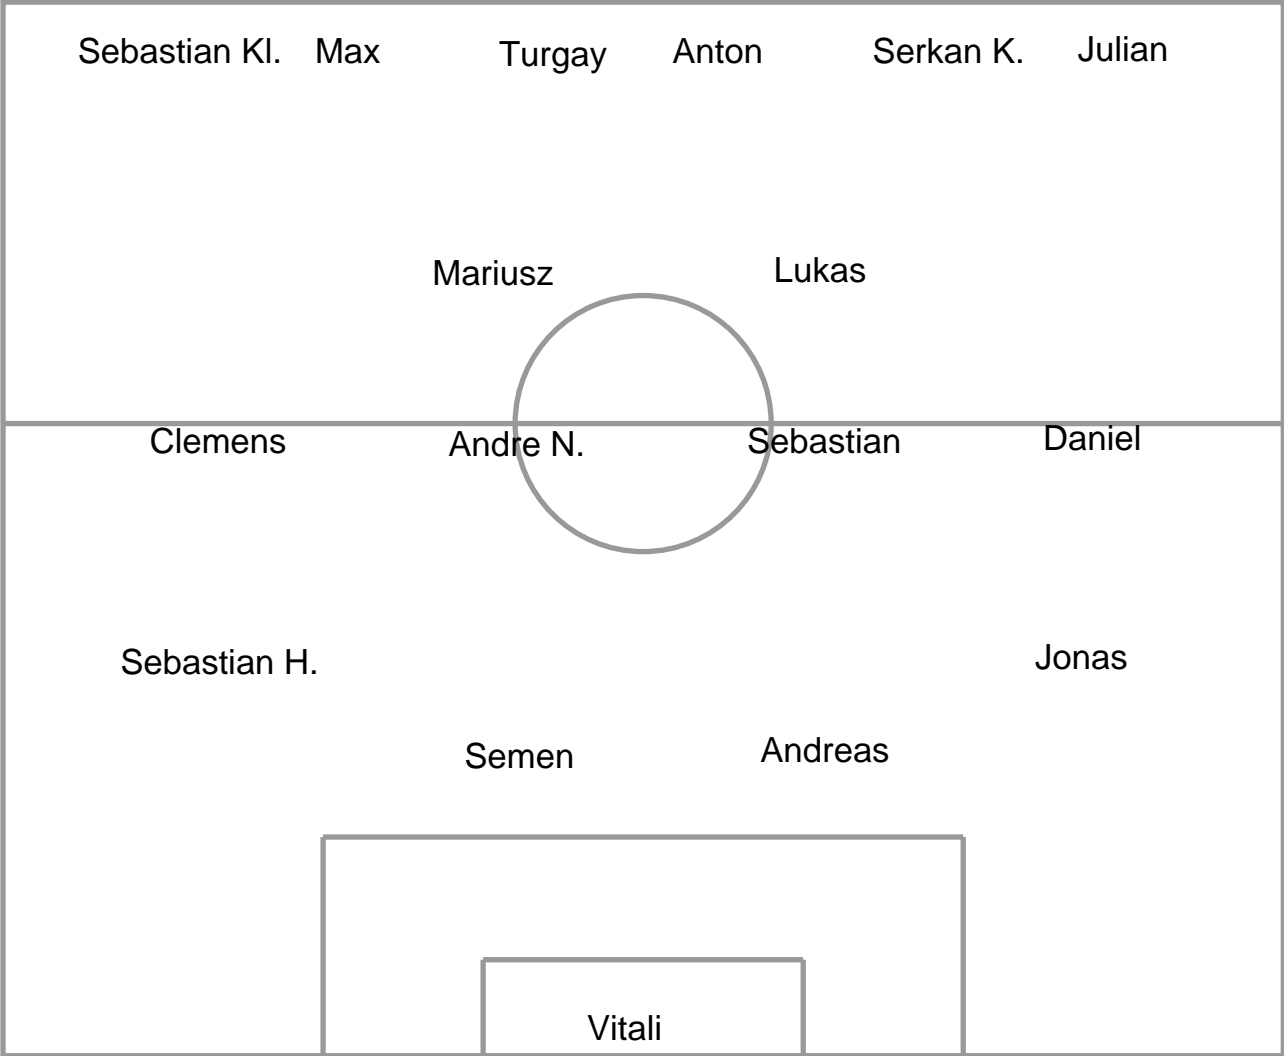 Sebastian Kl. Max Turgay Anton Serkan K. Julian
Mariusz Lukas
Clemens Andre N. Sebastian Daniel
Sebastian H. Jonas
Semen Andreas
Vitali